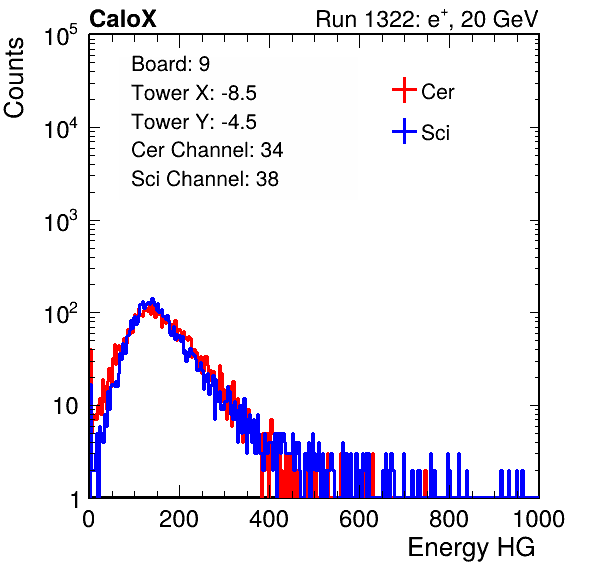 CaloX Run 1322: e⁺, 20 GeV
Counts
10⁵
Board: 9
Tower X: -8.5
Tower Y: -4.5
Cer Channel: 34
Sci Channel: 38
Cer
Sci
10⁴
10³
10²
10
1
0 200 400 600 800 1000
Energy HG